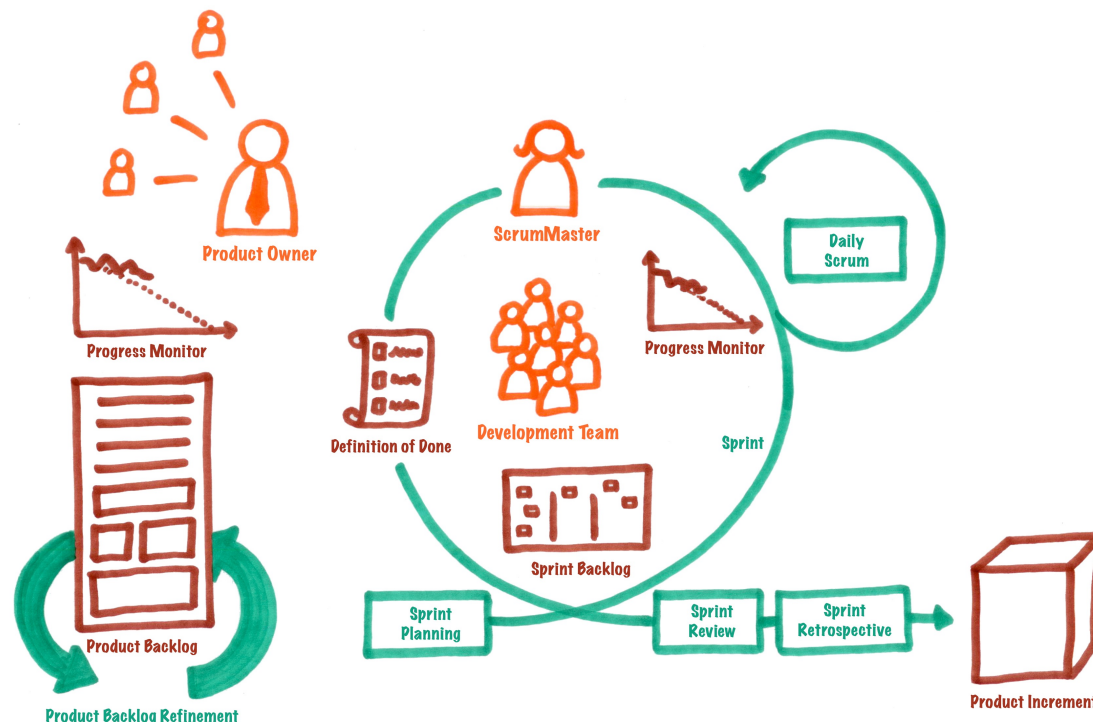 Product Owner
ScrumMaster
Daily
Scrum
Progress Monitor
Progress Monitor
Definition of Done
Development Team
Sprint
Sprint Backlog
Sprint
Planning
Sprint
Review
Sprint
Retrospective
Product Backlog
Product Increment
Product Backlog Refinement